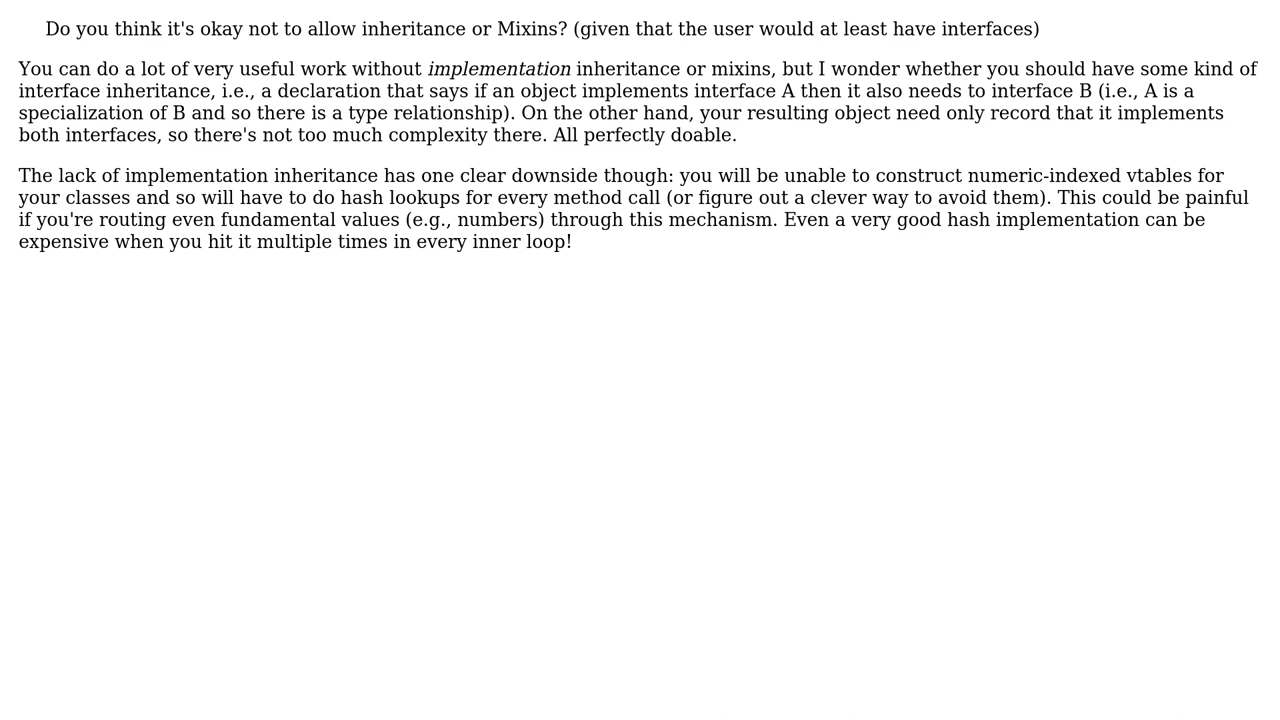 Do you think it's okay not to allow inheritance or Mixins? (given that the user would at least have interfaces)
You can do a lot of very useful work without implementation inheritance or mixins, but I wonder whether you should have some kind of
interface inheritance, i.e., a declaration that says if an object implements interface A then it also needs to interface B (i.e., A is a
specialization of B and so there is a type relationship). On the other hand, your resulting object need only record that it implements
both interfaces, so there's not too much complexity there. All perfectly doable.
The lack of implementation inheritance has one clear downside though: you will be unable to construct numeric-indexed vtables for
your classes and so will have to do hash lookups for every method call (or figure out a clever way to avoid them). This could be painful
if you're routing even fundamental values (e.g., numbers) through this mechanism. Even a very good hash implementation can be
expensive when you hit it multiple times in every inner loop!